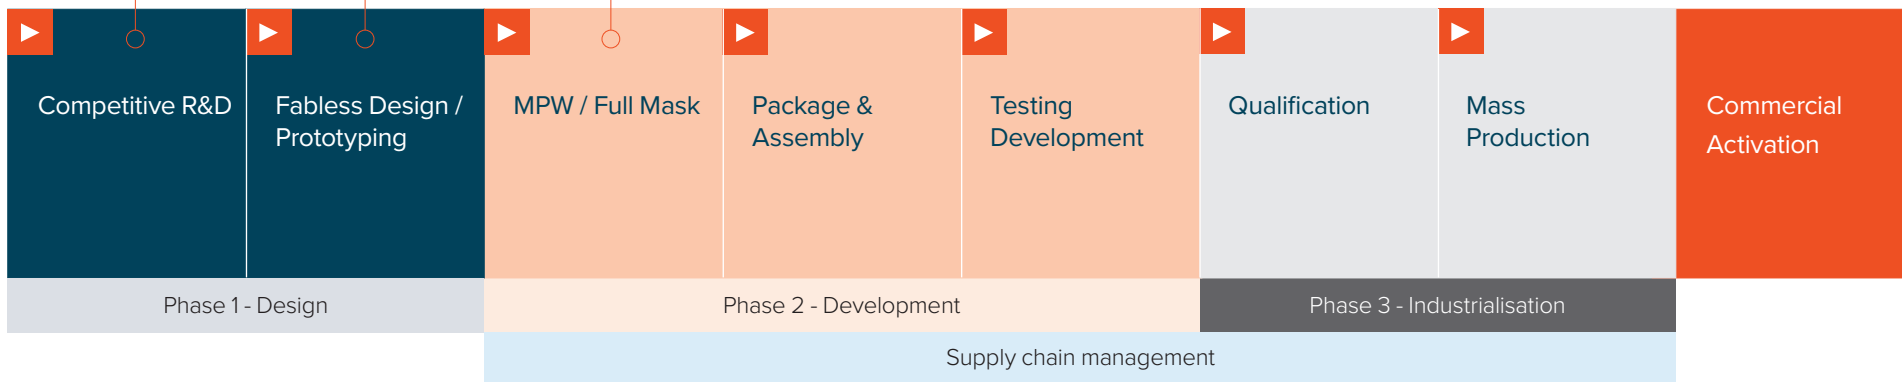 Competitive R&D
Fabless Design /
Prototyping
MPW / Full Mask
Package &
Assembly
Testing
Development
Qualification
Mass
Production
Commercial
Activation
Phase 1 - Design
Phase 2 - Development
Phase 3 - Industrialisation
Supply chain management